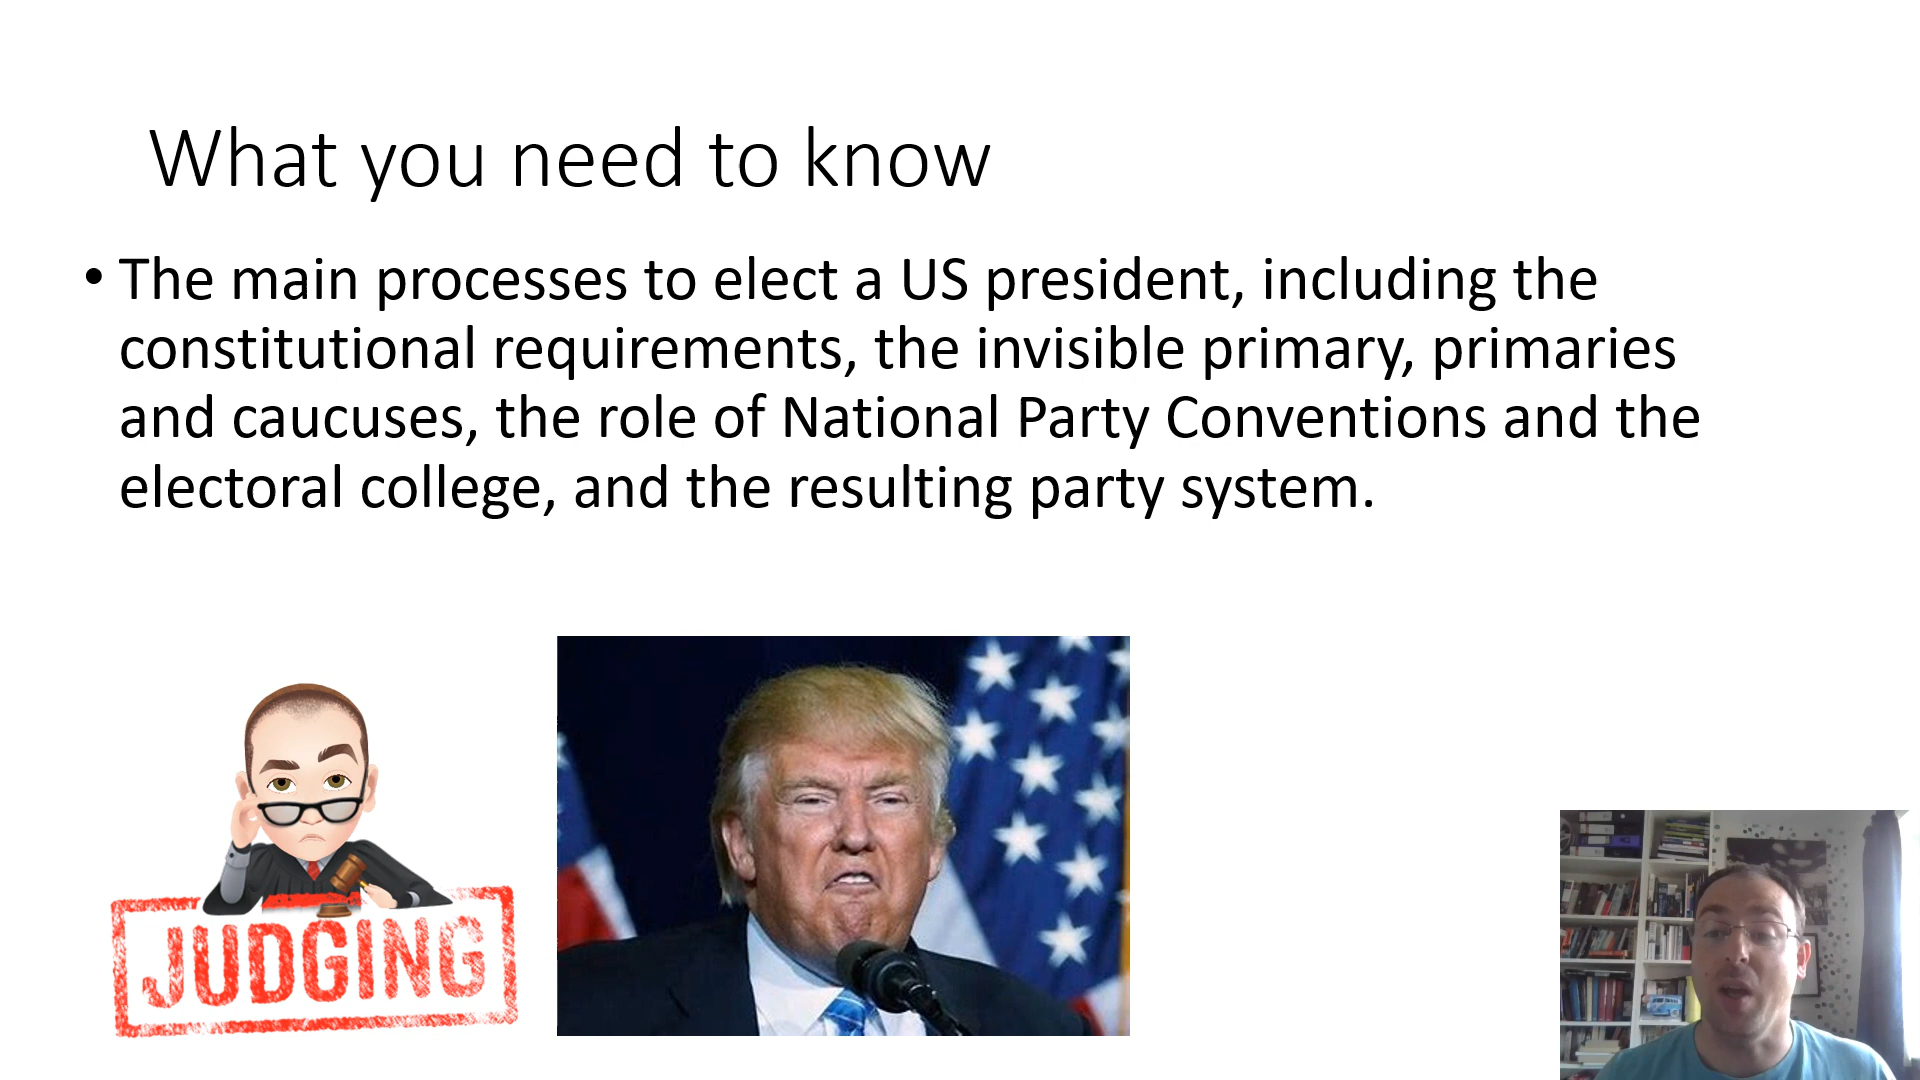 What you need to know
• The main processes to elect a US president, including the
constitutional requirements, the invisible primary, primaries
and caucuses, the role of National Party Conventions and the
electoral college, and the resulting party system.
JUDGING